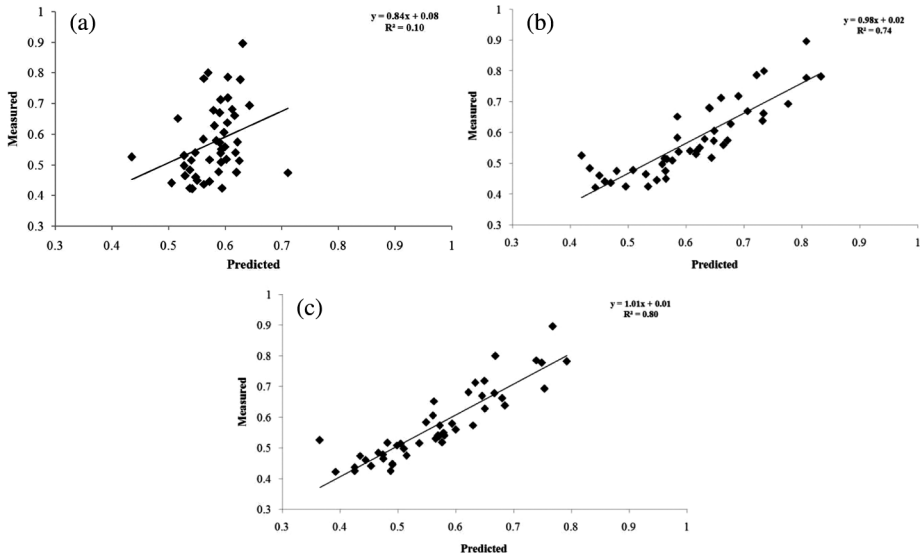 (a)
y = 0.84x + 0.08
R² = 0.10
1
0.9
0.8
0.7
0.6
0.5
0.4
0.3
Measured
0.3 0.4 0.5 0.6 0.7 0.8 0.9 1
Predicted
(b)
y = 0.98x + 0.02
R² = 0.74
1
0.9
0.8
0.7
0.6
0.5
0.4
0.3
Measured
0.3 0.4 0.5 0.6 0.7 0.8 0.9 1
Predicted
(c)
y = 1.01x + 0.01
R² = 0.80
1
0.9
0.8
0.7
0.6
0.5
0.4
0.3
Measured
0.3 0.4 0.5 0.6 0.7 0.8 0.9 1
Predicted